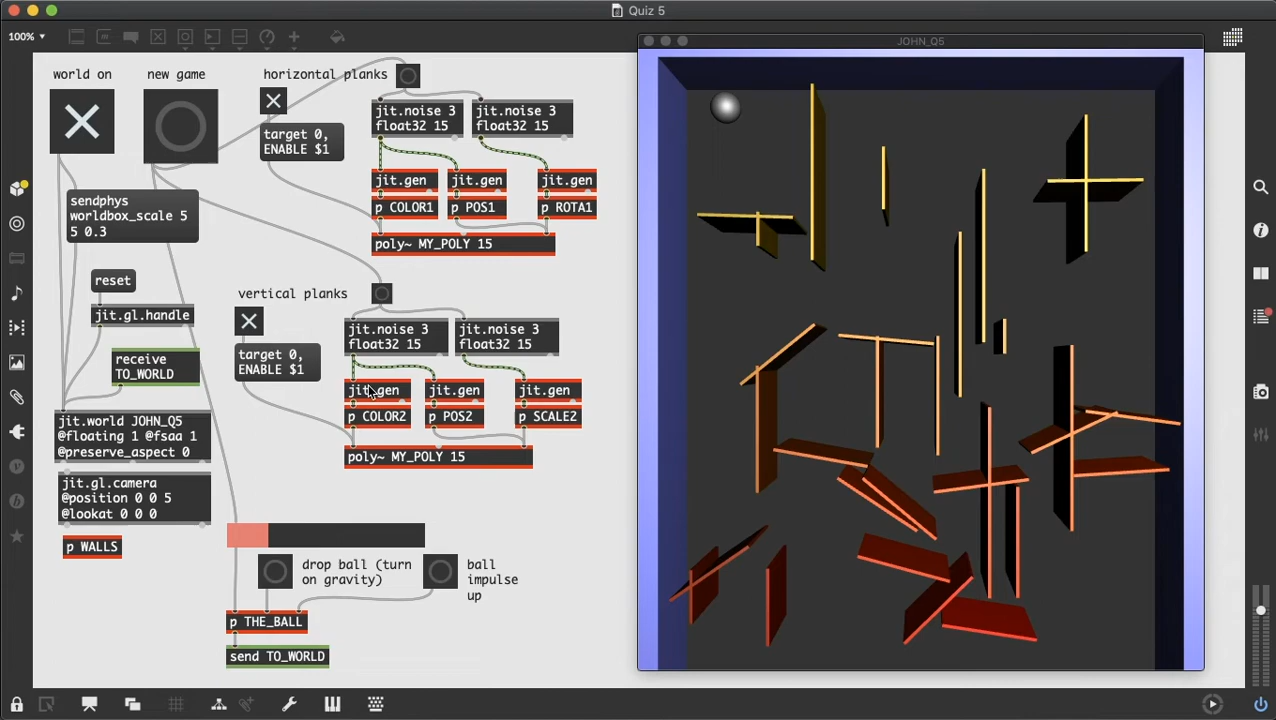 Quiz 5
100%
JOHN_Q5
world on
new game
horizontal planks
jit.noise 3
float32 15
jit.noise 3
float32 15
target 0,
ENABLE $1
jit.gen
jit.gen
jit.gen
p COLOR1
p POS1
p ROTA1
poly~ MY_POLY 15
sendphys
worldbox_scale 5
5 0.3
reset
jit.gl.handle
receive
TO_WORLD
jit.world JOHN_Q5
@floating 1 @fsaa 1
@preserve_aspect 0
jit.gl.camera
@position 0 0 5
@lookat 0 0 0
p WALLS
vertical planks
jit.noise 3
float32 15
jit.noise 3
float32 15
target 0,
ENABLE $1
jit.gen
jit.gen
jit.gen
p COLOR2
p POS2
p SCALE2
poly~ MY_POLY 15
drop ball (turn
on gravity)
ball
impulse
up
p THE_BALL
send TO_WORLD